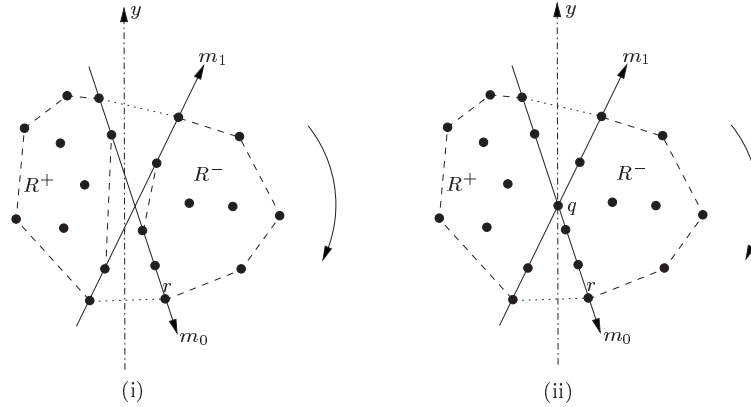 y
m₁
R⁺
R⁻
r
m₀
(i)
y
m₁
R⁺
R⁻
q
r
m₀
(ii)